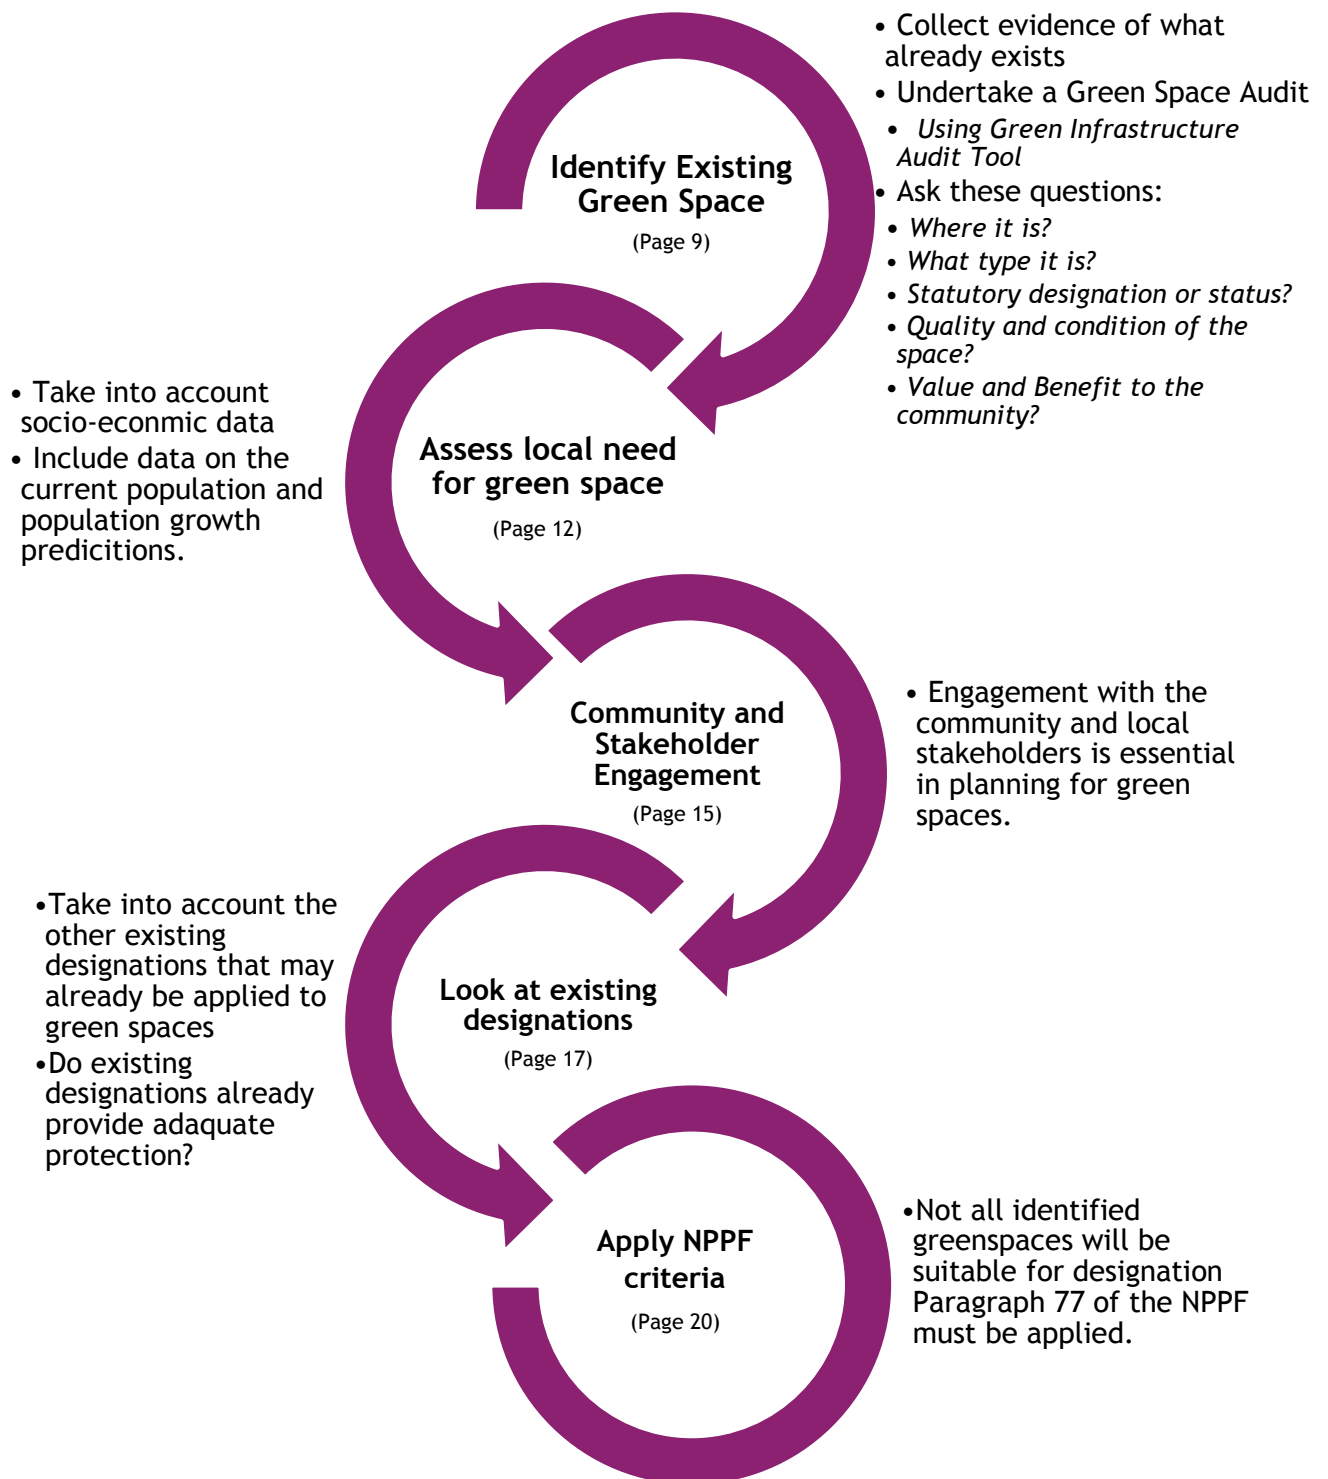 Identify Existing
Green Space
(Page 9)
• Collect evidence of what
already exists
• Undertake a Green Space Audit
• Using Green Infrastructure
Audit Tool
• Ask these questions:
• Where it is?
• What type it is?
• Statutory designation or status?
• Quality and condition of the
space?
• Value and Benefit to the
community?
Assess local need
for green space
(Page 12)
• Take into account
socio-econmic data
• Include data on the
current population and
population growth
predicitions.
Community and
Stakeholder
Engagement
(Page 15)
• Engagement with the
community and local
stakeholders is essential
in planning for green
spaces.
Look at existing
designations
(Page 17)
•Take into account the
other existing
designations that may
already be applied to
green spaces
•Do existing
designations already
provide adaquate
protection?
Apply NPPF
criteria
(Page 20)
•Not all identified
greenspaces will be
suitable for designation
Paragraph 77 of the NPPF
must be applied.